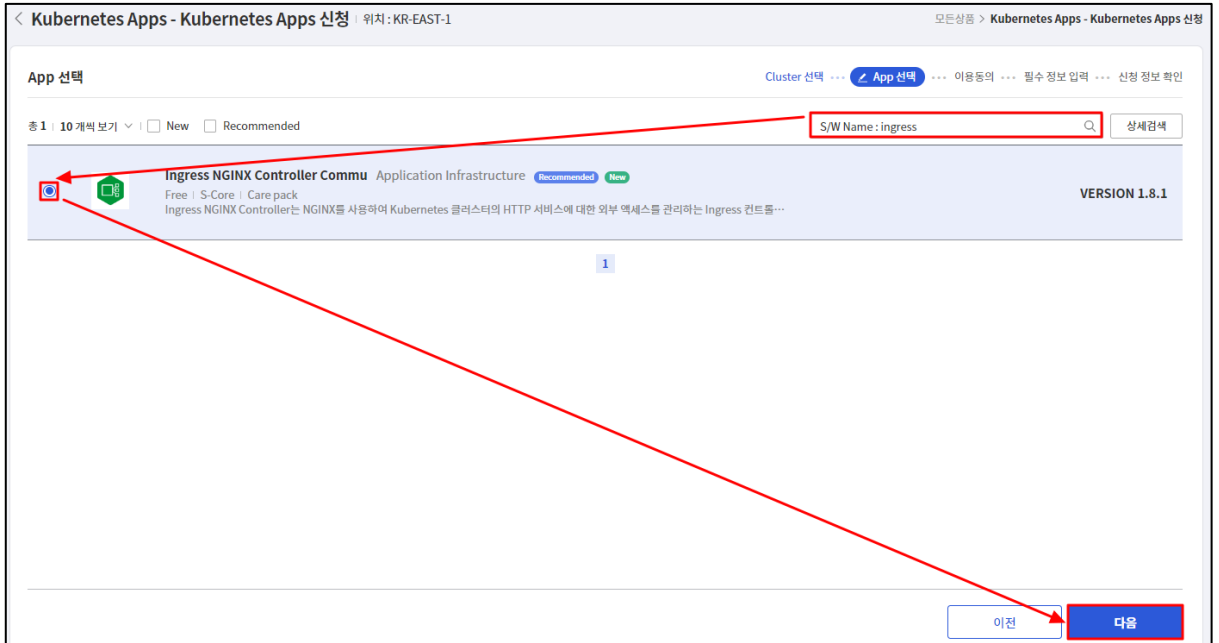 < Kubernetes Apps - Kubernetes Apps 신청 | 위치 : KR-EAST-1
모든상품 > Kubernetes Apps - Kubernetes Apps 신청
App 선택
Cluster 선택 ··· App 선택 ··· 이용동의 ··· 필수 정보 입력 ··· 신청 정보 확인
총 1 | 10 개씩 보기 | New Recommended
S/W Name : ingress
상세검색
Ingress NGINX Controller Commu Application Infrastructure Recommended New
Free | S-Core | Care pack
Ingress NGINX Controller는 NGINX를 사용하여 Kubernetes 클러스터의 HTTP 서비스에 대한 외부 액세스를 관리하는 Ingress 컨트롤···
VERSION 1.8.1
1
이전
다음